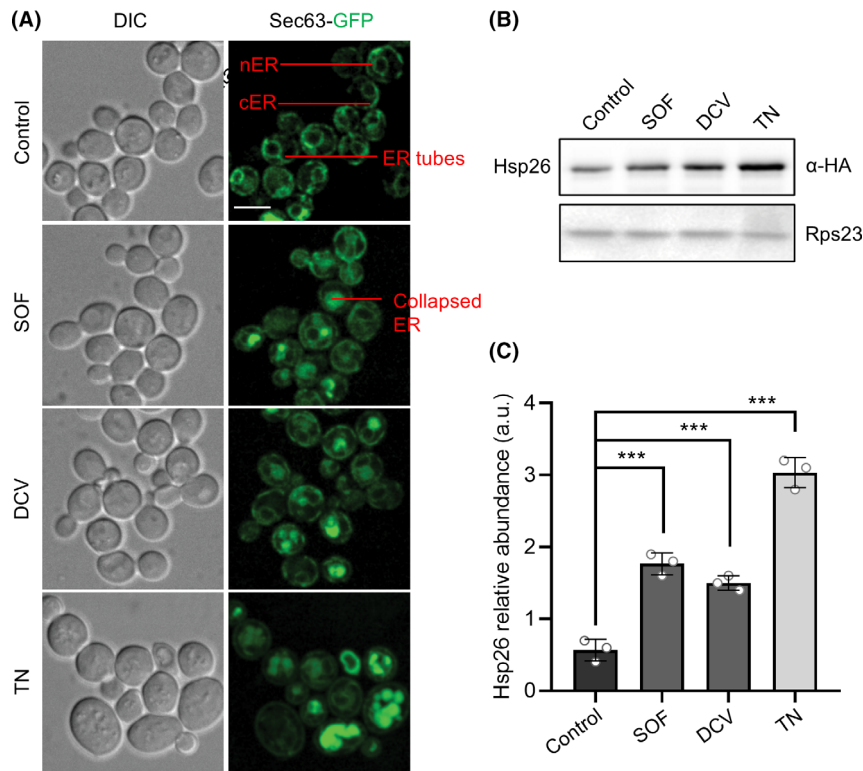 (A)
DIC
Sec63-GFP
Control
nER
cER
ER tubes
SOF
Collapsed
ER
DCV
TN
(B)
Control
SOF
DCV
TN
Hsp26
α-HA
Rps23
(C)
Hsp26 relative abundance (a.u.)
4
3
2
1
0
***
***
***
Control
SOF
DCV
TN